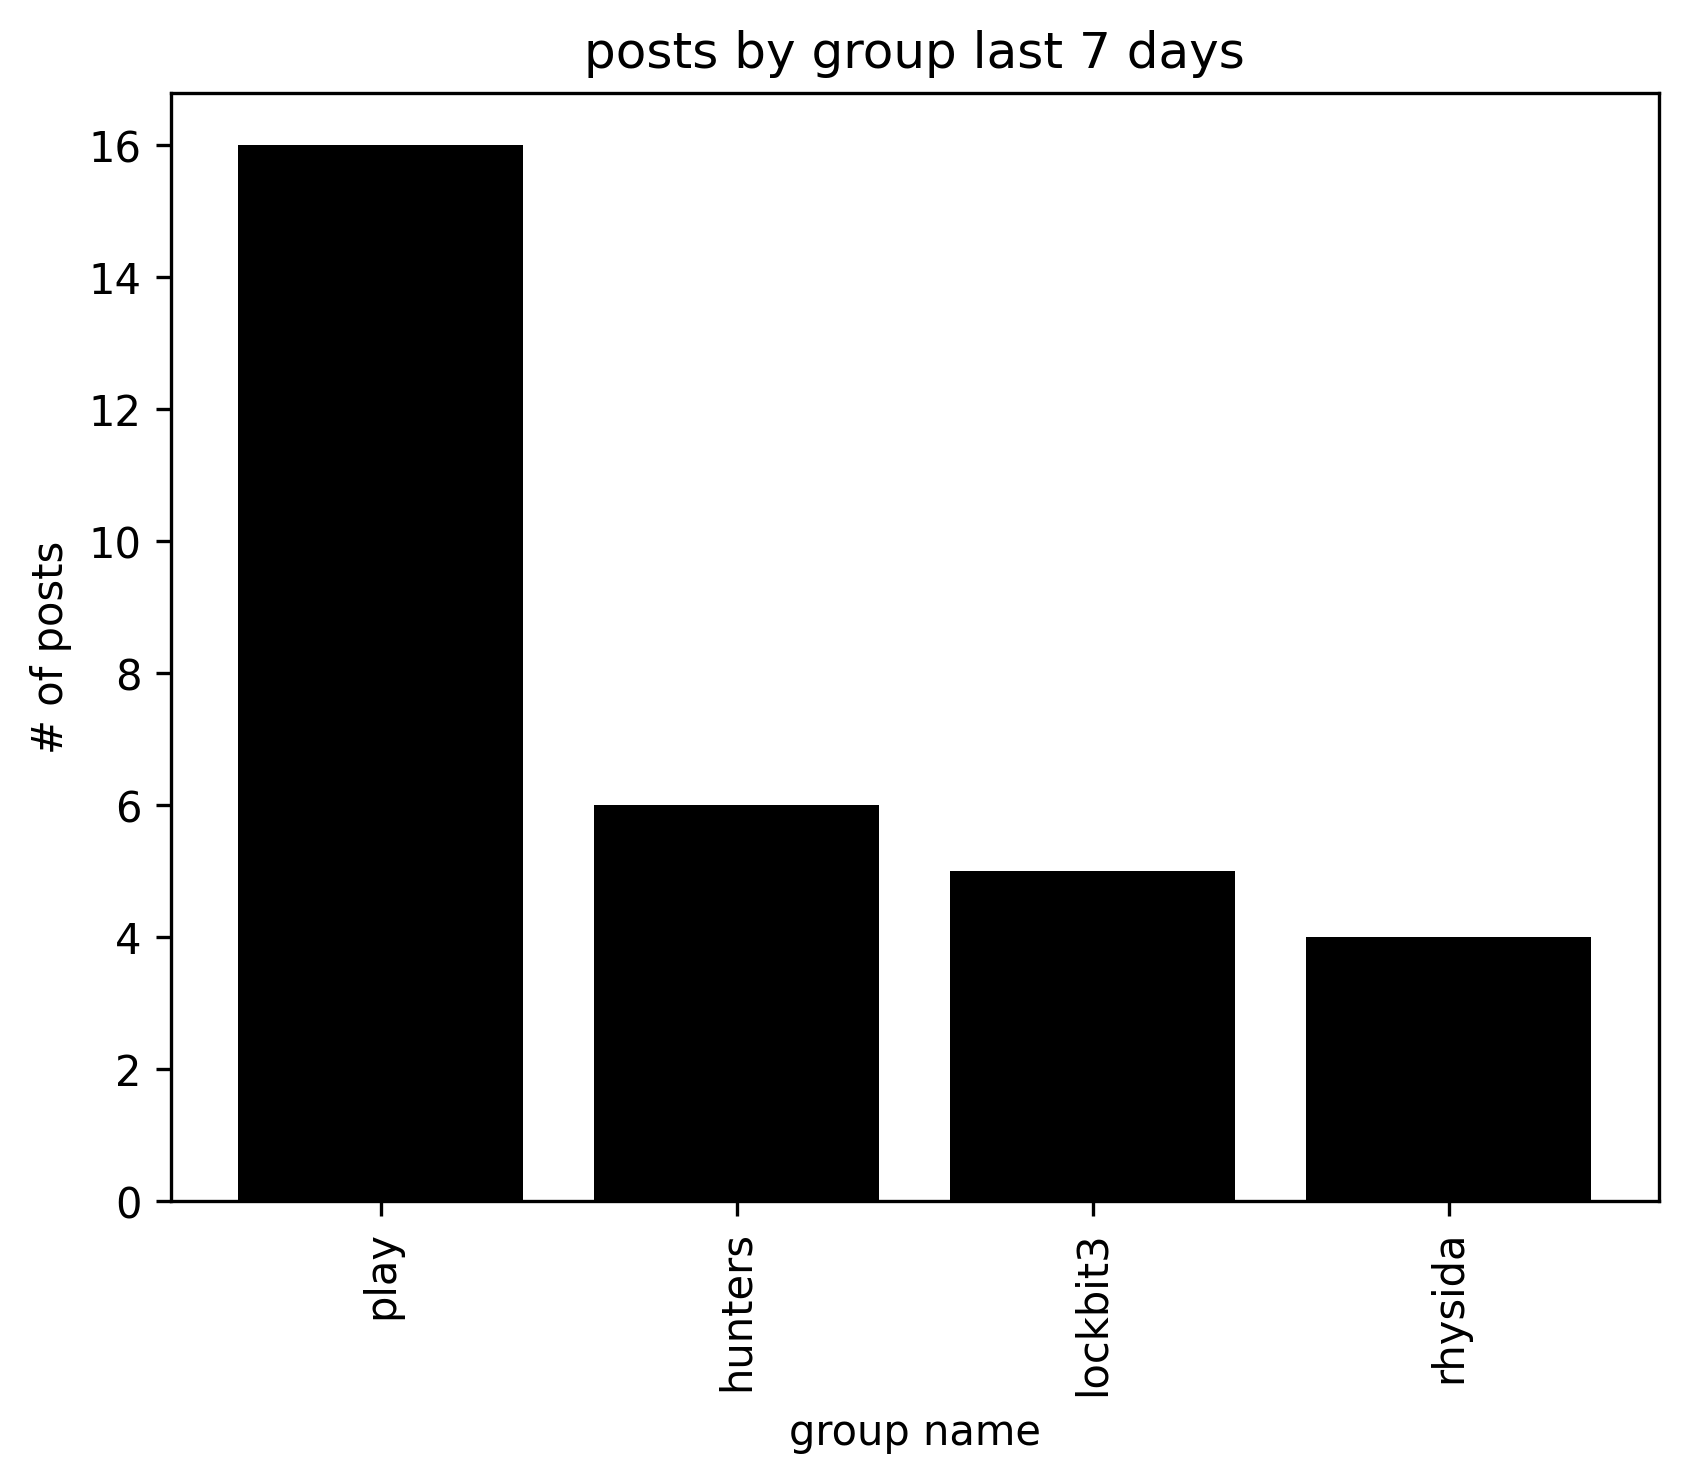 posts by group last 7 days
16
14
12
10
8
6
4
2
0
# of posts
play
hunters
lockbit3
rhysida
group name